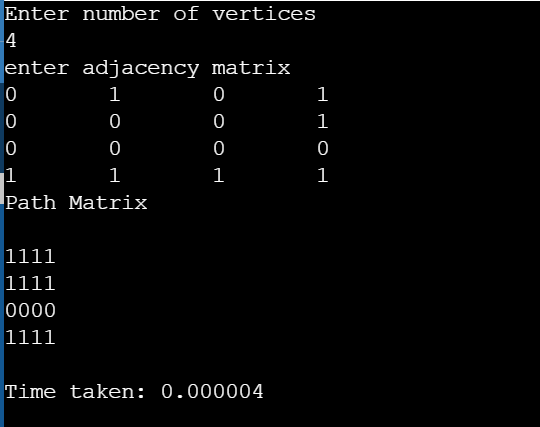 Enter number of vertices
4
enter adjacency matrix
0 1 0 1
0 0 0 1
0 0 0 0
1 1 1 1
Path Matrix
1111
1111
0000
1111
Time taken: 0.000004